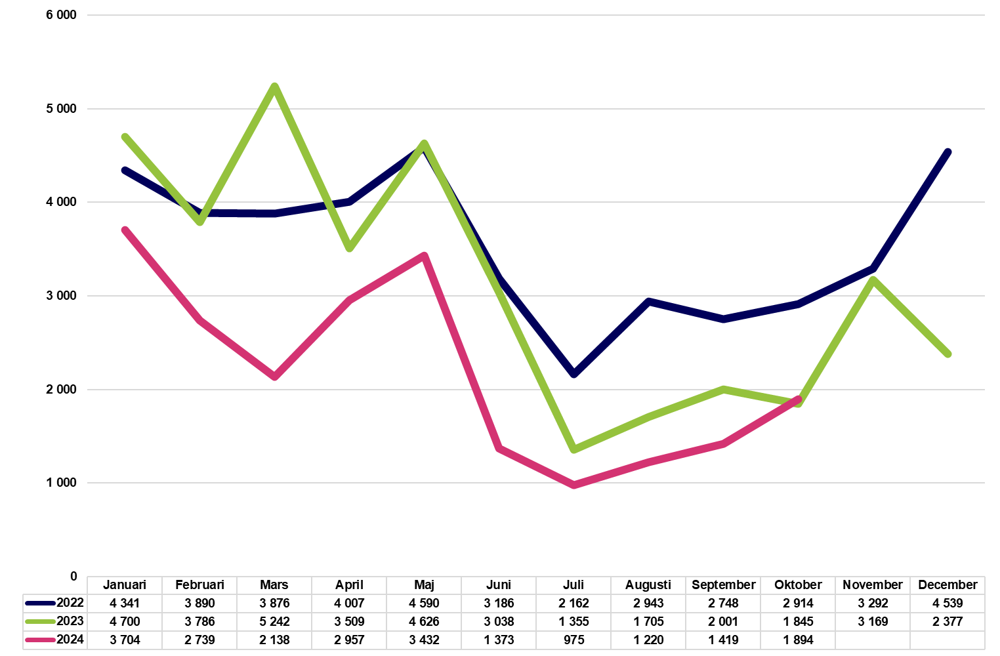 6 000
5 000
4 000
3 000
2 000
1 000
0
Januari Februari Mars April Maj Juni Juli Augusti September Oktober November December
2022 4 341 3 890 3 876 4 007 4 590 3 186 2 162 2 943 2 748 2 914 3 292 4 539
2023 4 700 3 786 5 242 3 509 4 626 3 038 1 355 1 705 2 001 1 845 3 169 2 377
2024 3 704 2 739 2 138 2 957 3 432 1 373 975 1 220 1 419 1 894